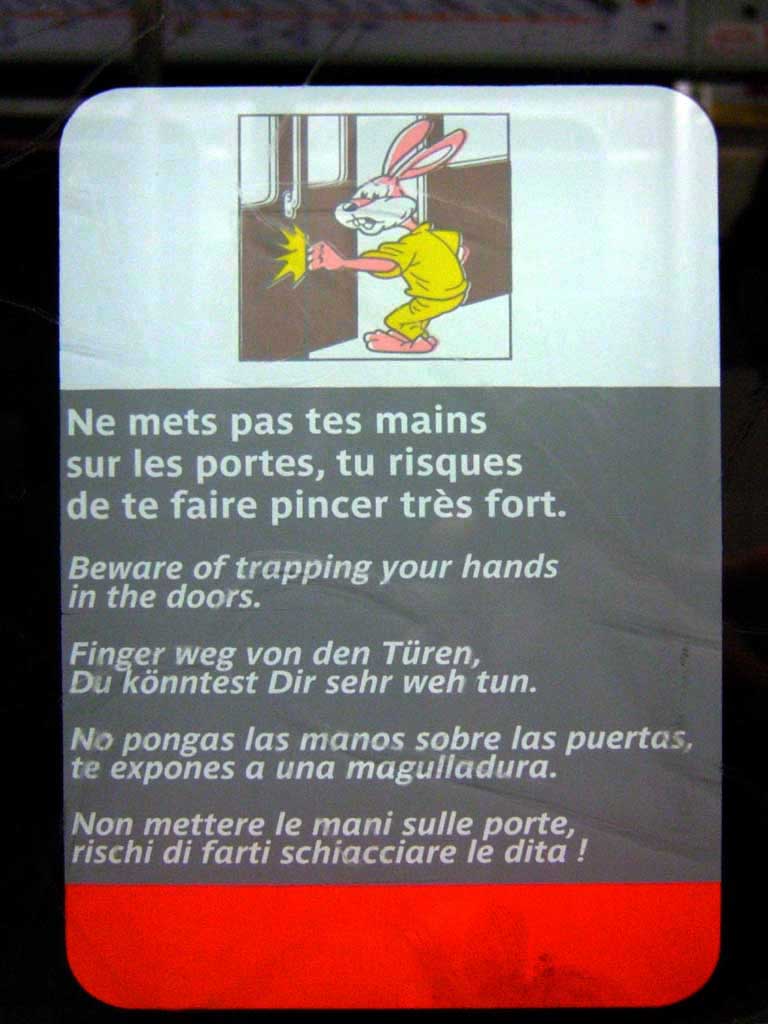 Ne mets pas tes mains
sur les portes, tu risques
de te faire pincer très fort.
Beware of trapping your hands
in the doors.
Finger weg von den Türen,
Du könntest Dir sehr weh tun.
No pongas las manos sobre las puertas,
te expones a una magulladura.
Non mettere le mani sulle porte,
rischi di farti schiacciare le dita !